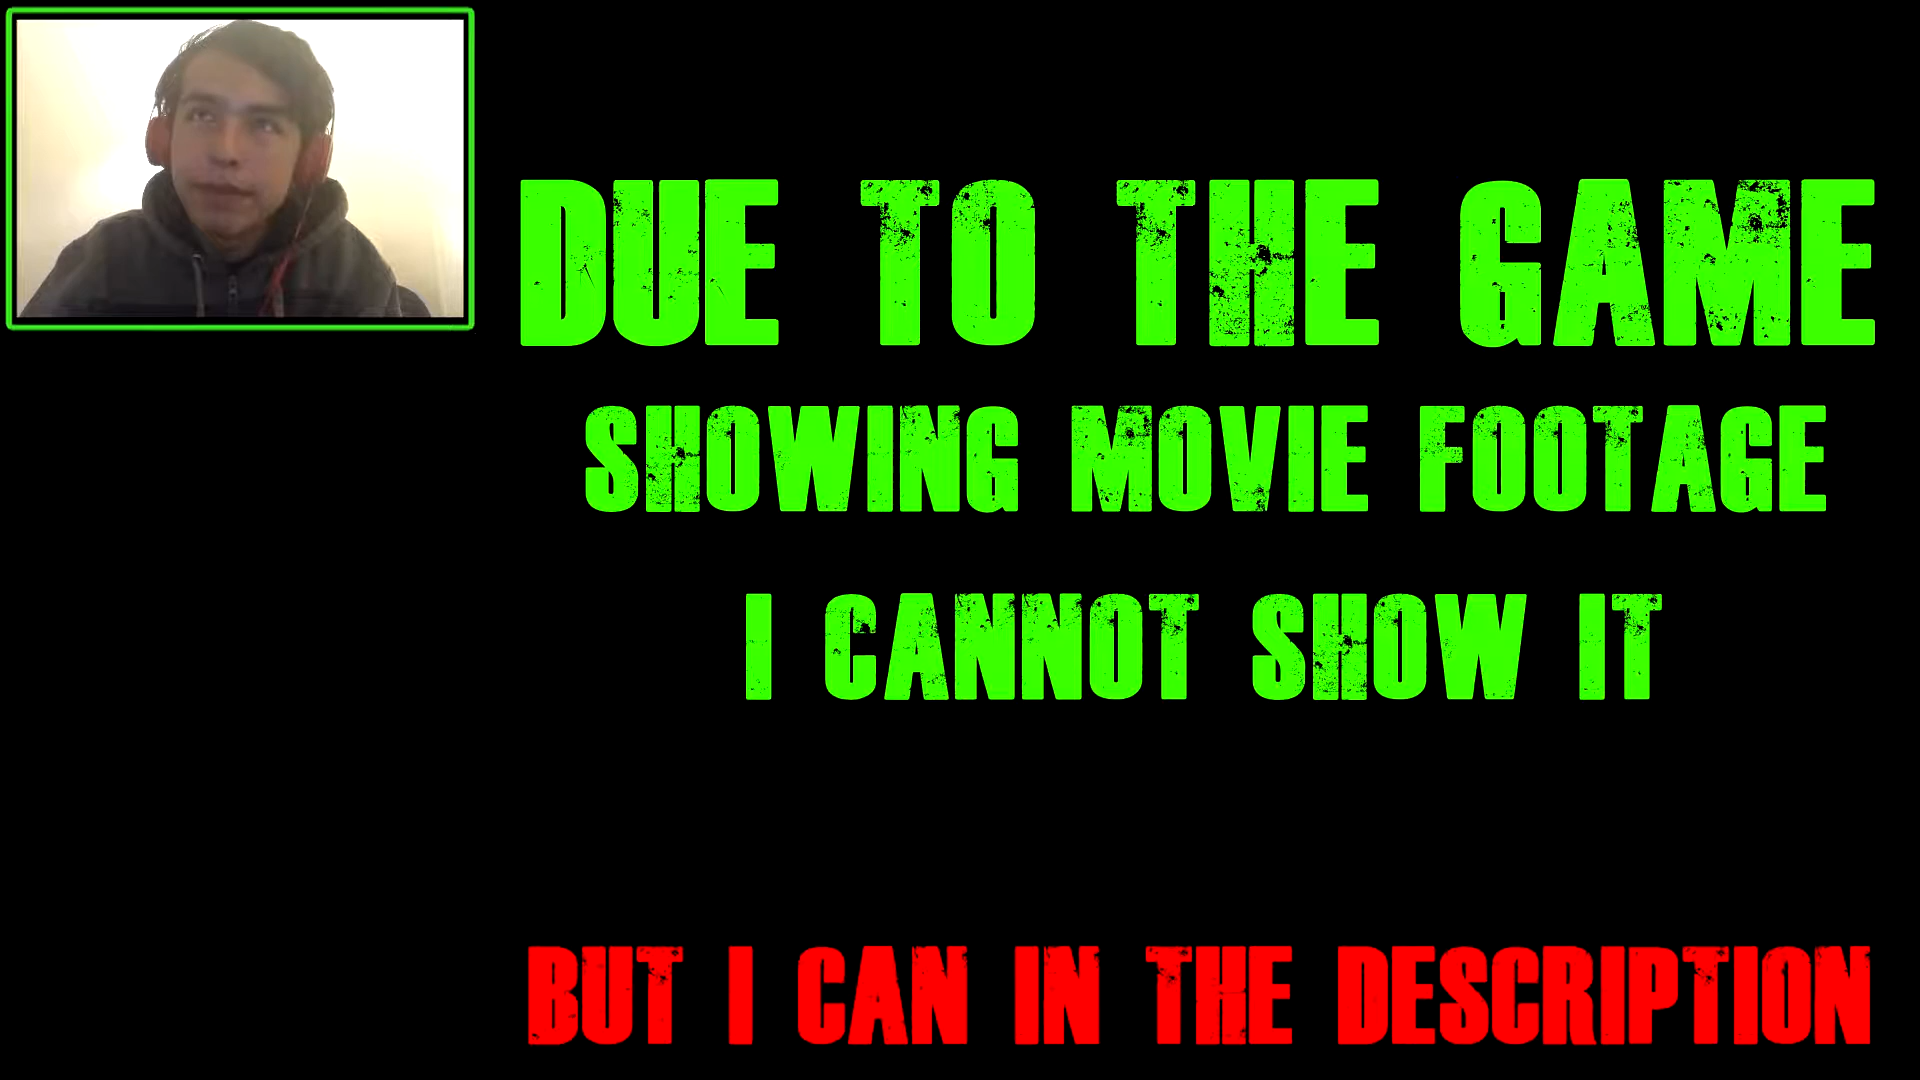 DUE TO THE GAME
SHOWING MOVIE FOOTAGE
I CANNOT SHOW IT
BUT I CAN IN THE DESCRIPTION